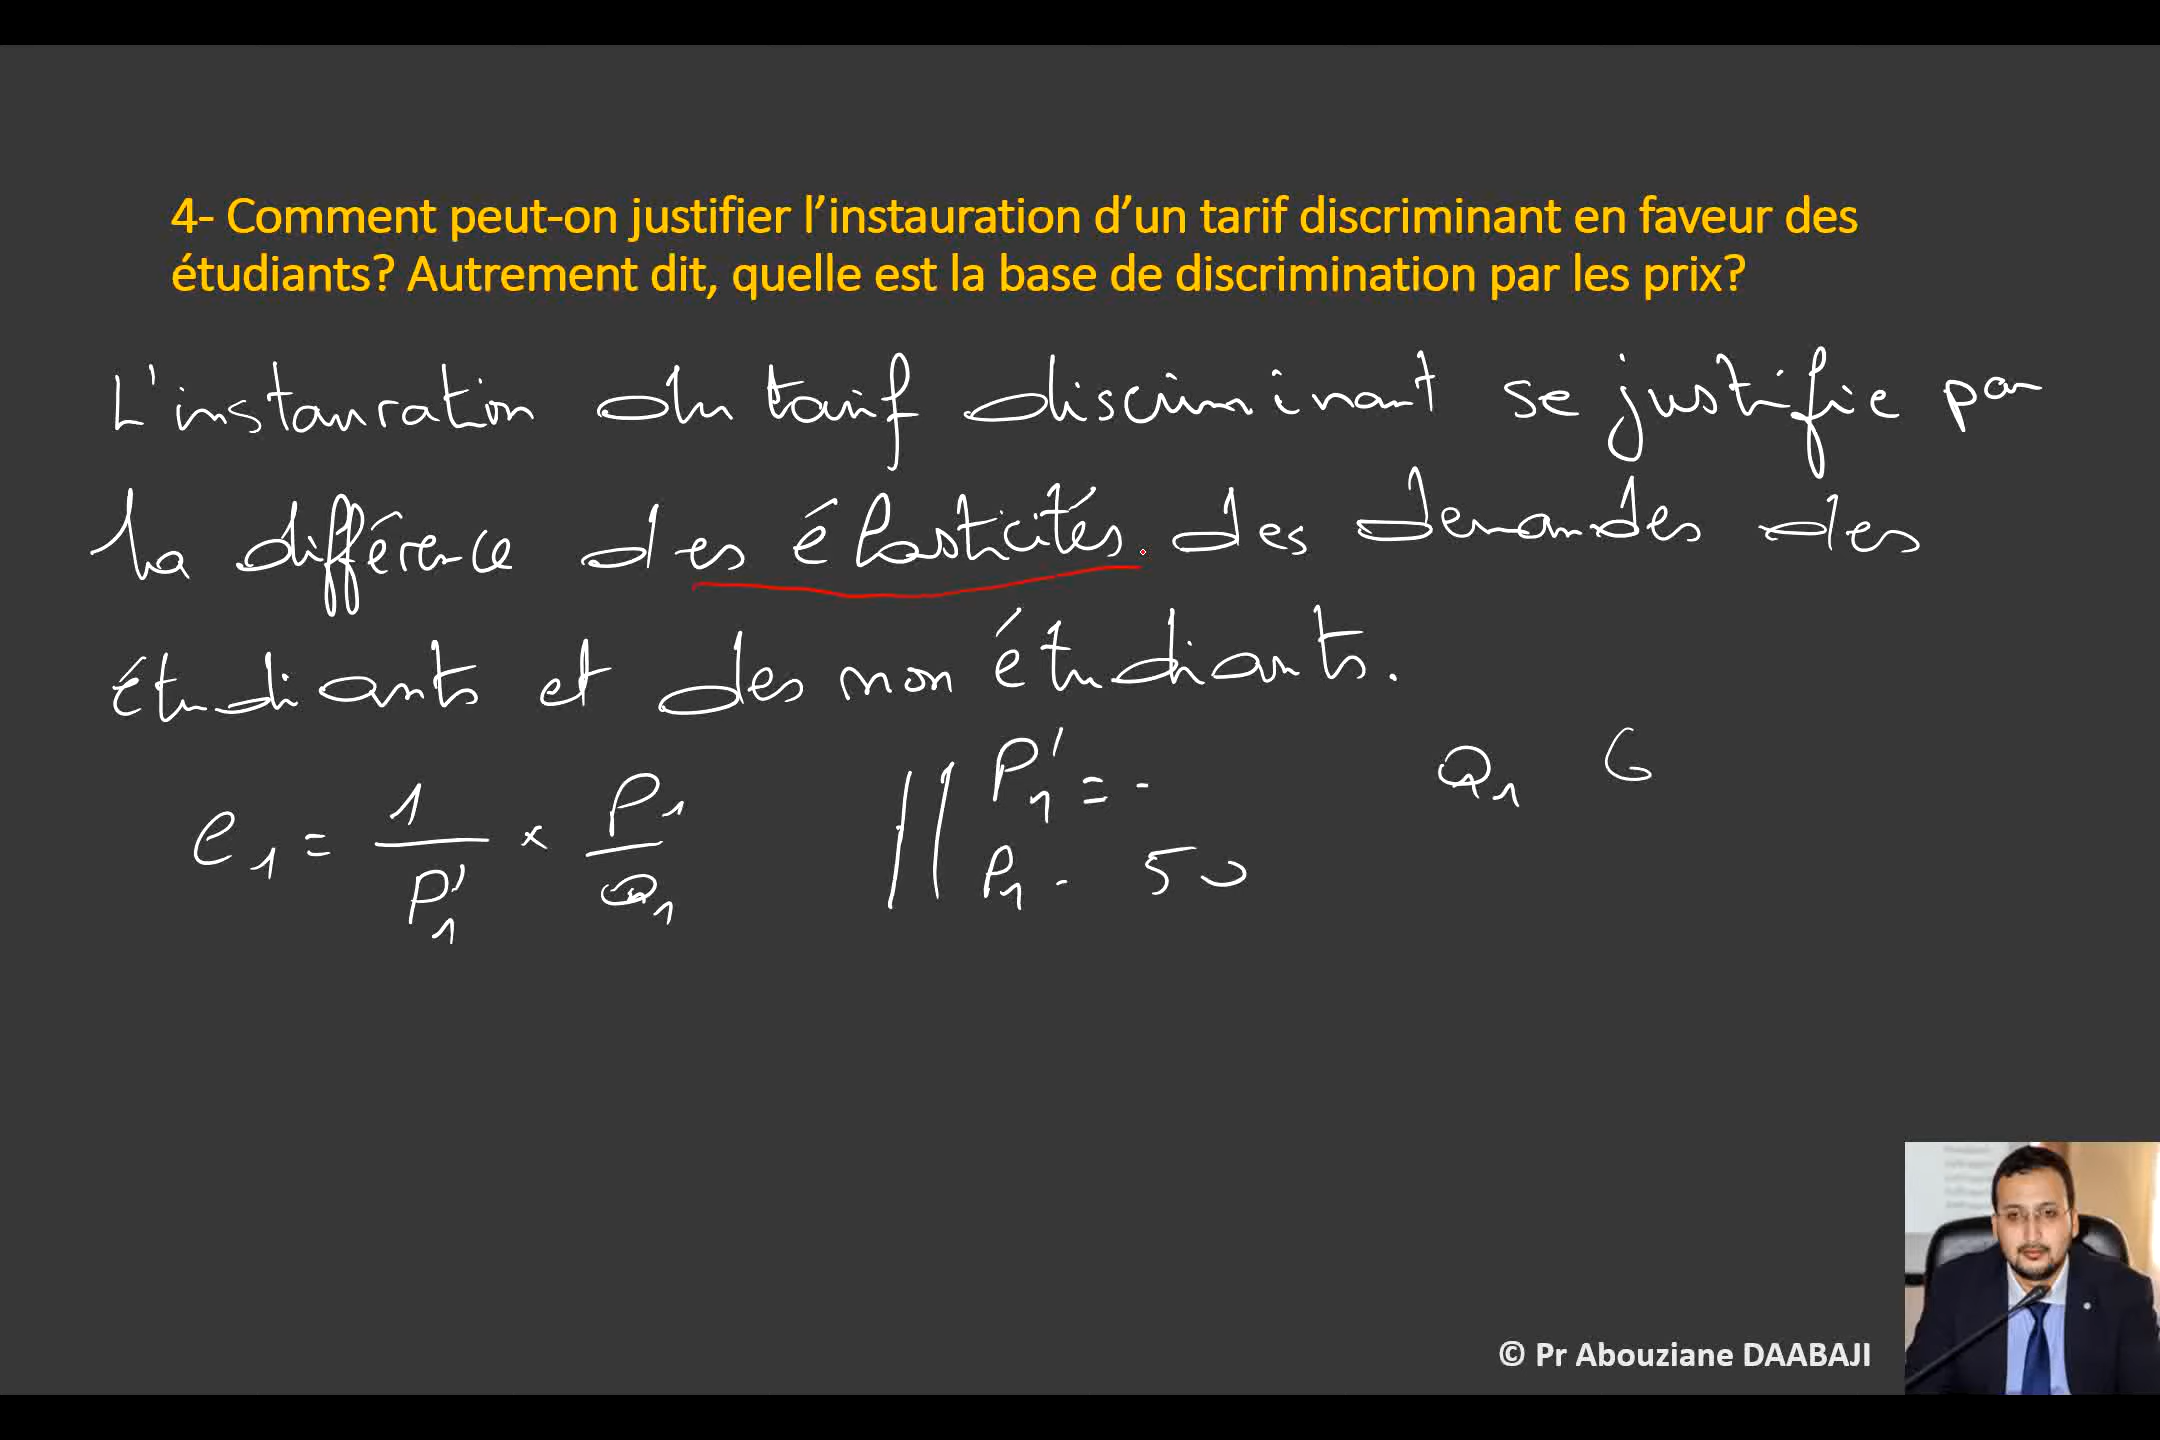 4- Comment peut-on justifier l’instauration d’un tarif discriminant en faveur des
étudiants? Autrement dit, quelle est la base de discrimination par les prix?
L'instauration du tarif discriminant se justifie par
la différence des élasticités des demandes des
étudiants et des non étudiants.
e₁ = 1/P'₁ × P₁/Q₁ || P'₁ = - Q₁ 6
P₁ - 50
© Pr Abouziane DAABAJI